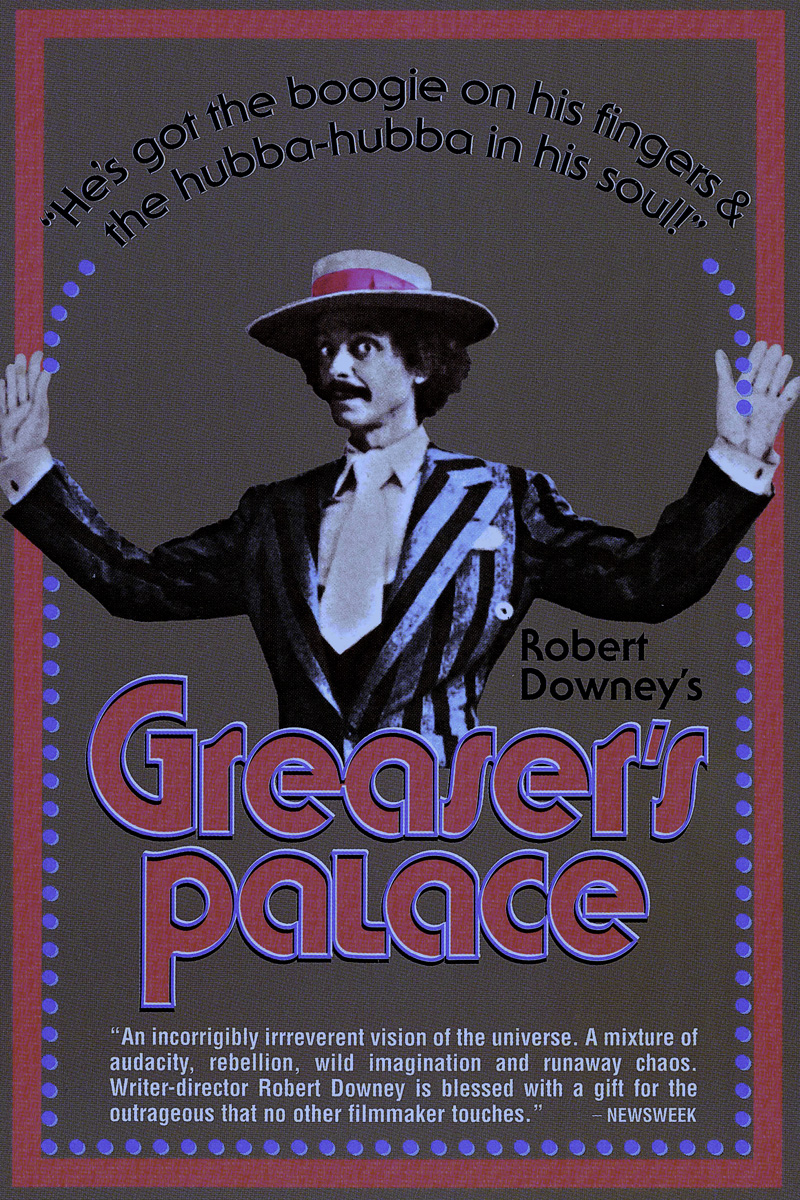 "He's got the boogie on his fingers &
the hubba-hubba in his soul!"
Robert
Downey's
Greaser's
palace
"An incorrigibly irrreverent vision of the universe. A mixture of
audacity, rebellion, wild imagination and runaway chaos.
Writer-director Robert Downey is blessed with a gift for the
outrageous that no other filmmaker touches." – NEWSWEEK